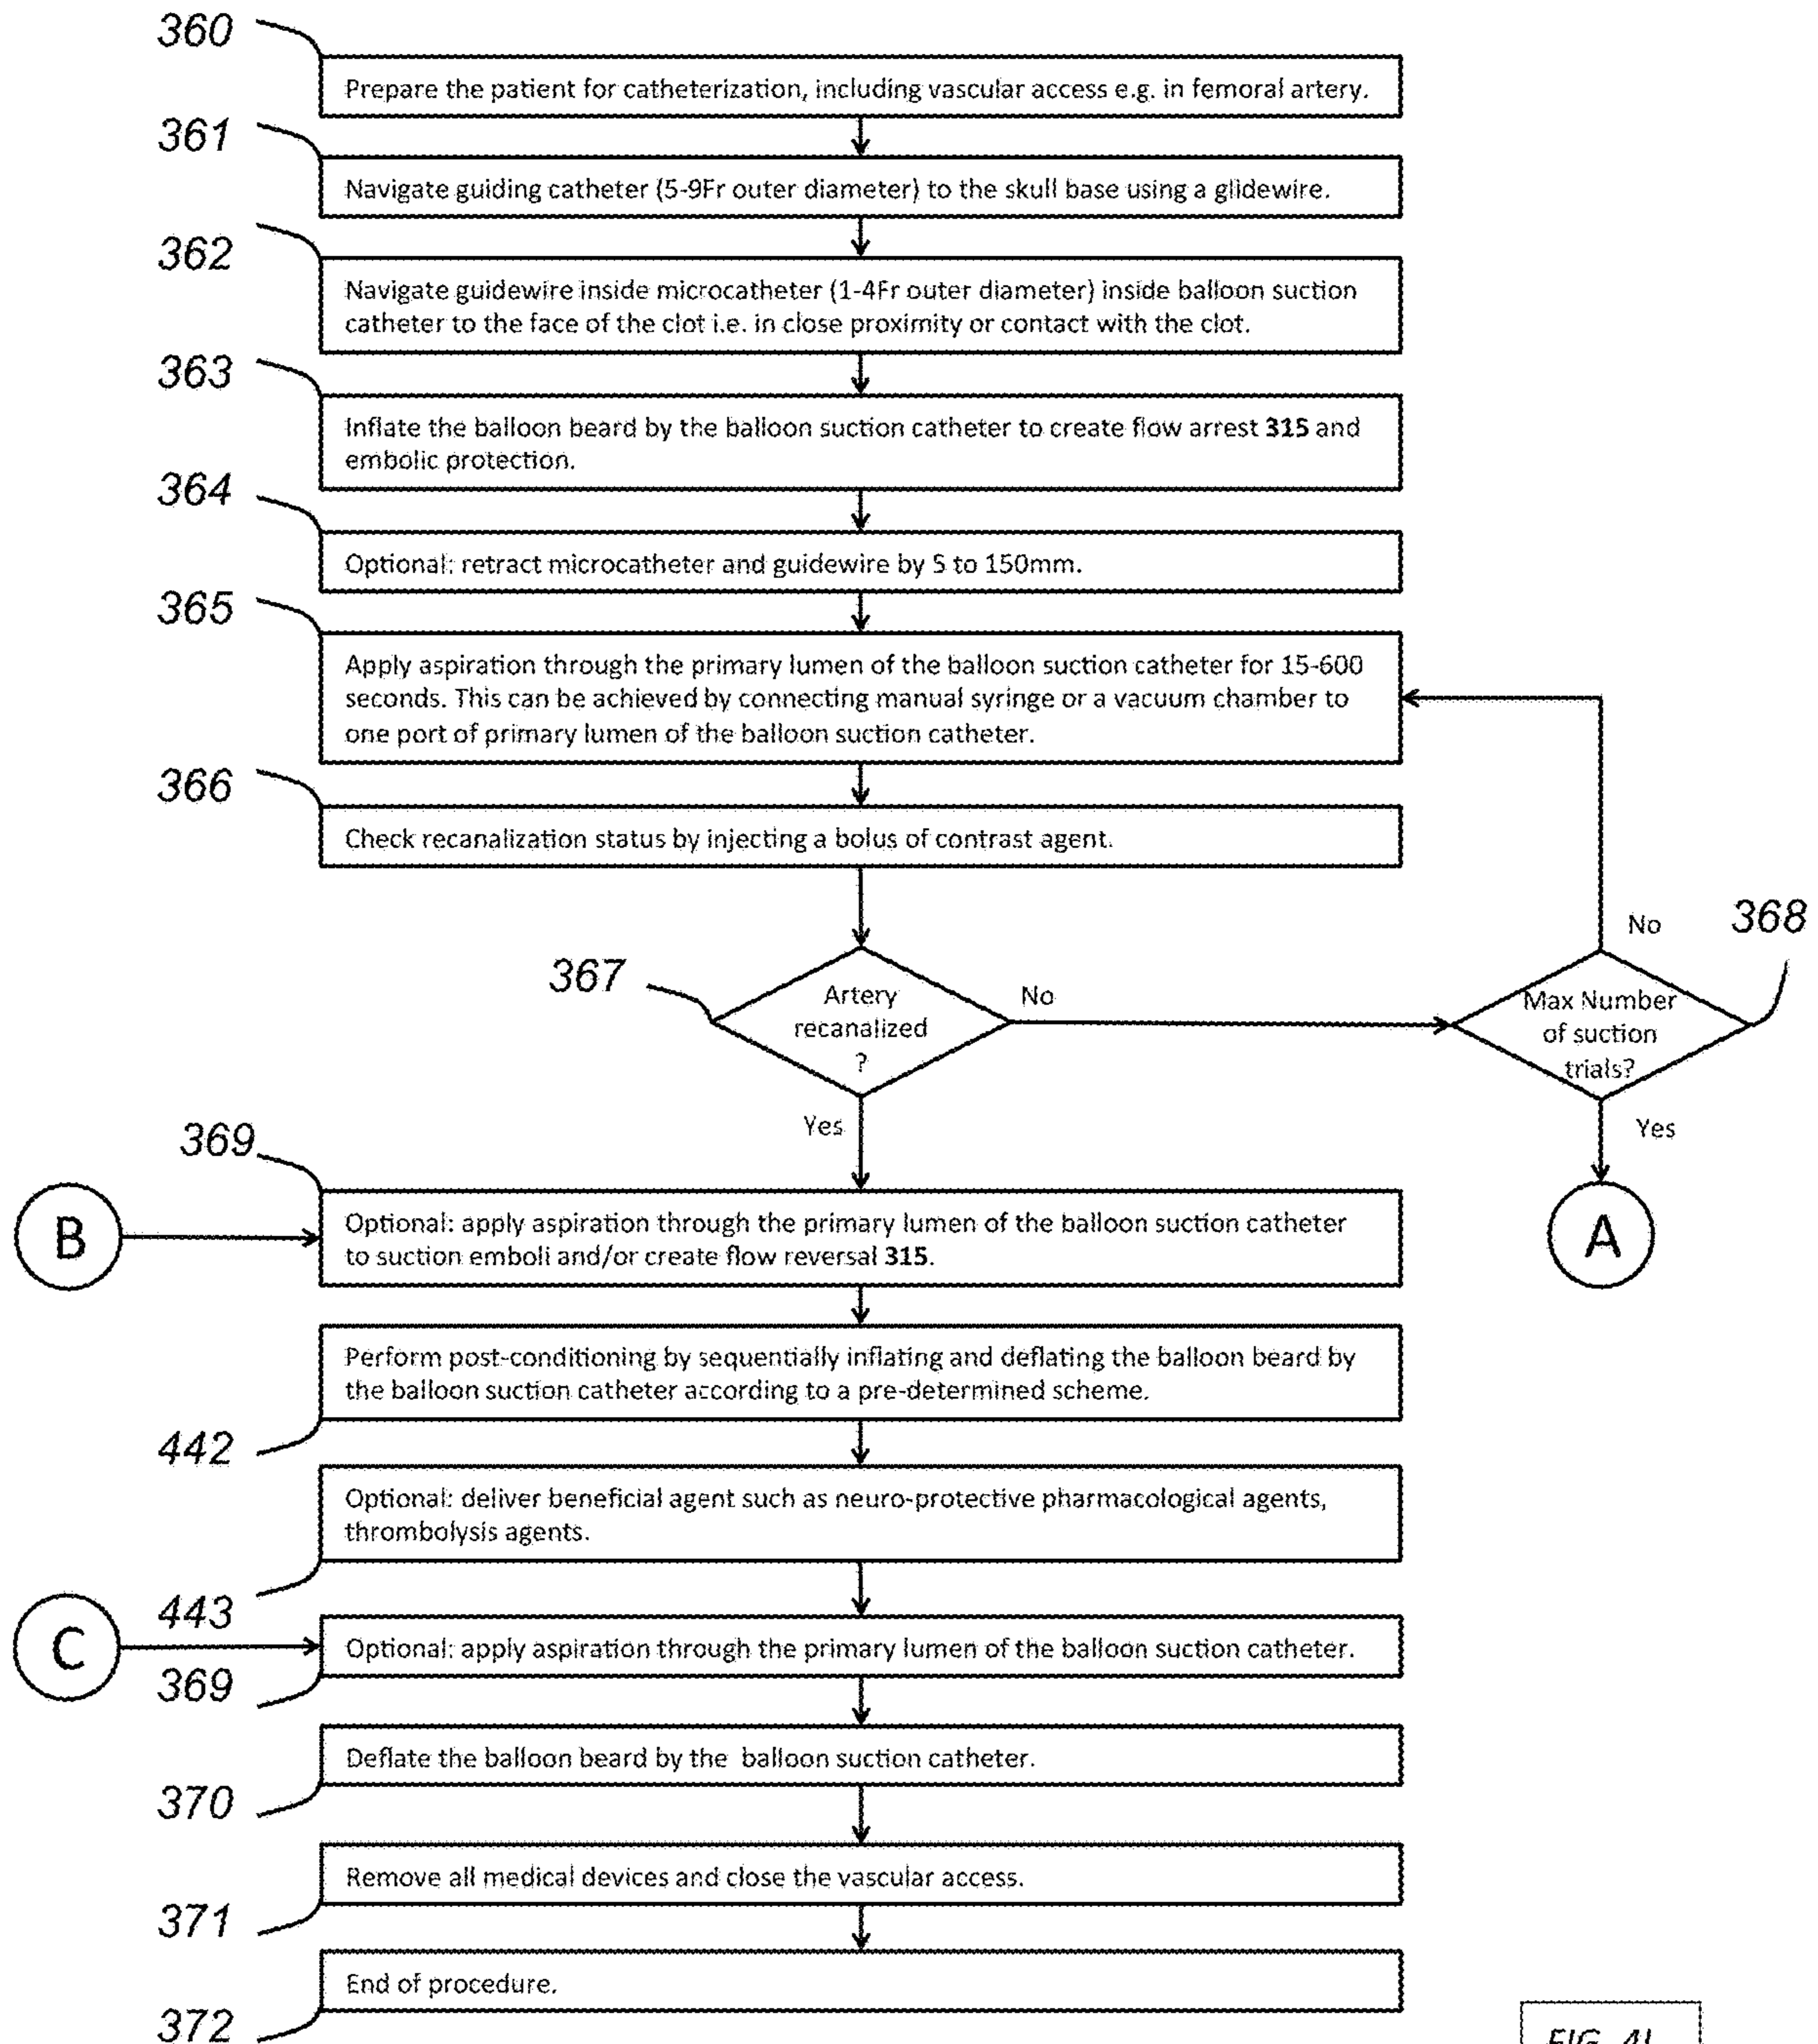 360
Prepare the patient for catheterization, including vascular access e.g. in femoral artery.
361
Navigate guiding catheter (5-9Fr outer diameter) to the skull base using a glidewire.
362
Navigate guidewire inside microcatheter (1-4Fr outer diameter) inside balloon suction
catheter to the face of the clot i.e. in close proximity or contact with the clot.
363
Inflate the balloon beard by the balloon suction catheter to create flow arrest 315 and
embolic protection.
364
Optional: retract microcatheter and guidewire by 5 to 150mm.
365
Apply aspiration through the primary lumen of the balloon suction catheter for 15-600
seconds. This can be achieved by connecting manual syringe or a vacuum chamber to
one port of primary lumen of the balloon suction catheter.
366
Check recanalization status by injecting a bolus of contrast agent.
367
Artery
recanalized
?
No
Yes
368
Max Number
of suction
trials?
No
Yes
A
B
369
Optional: apply aspiration through the primary lumen of the balloon suction catheter
to suction emboli and/or create flow reversal 315.
Perform post-conditioning by sequentially inflating and deflating the balloon beard by
the balloon suction catheter according to a pre-determined scheme.
442
Optional: deliver beneficial agent such as neuro-protective pharmacological agents,
thrombolysis agents.
443
C
Optional: apply aspiration through the primary lumen of the balloon suction catheter.
369
Deflate the balloon beard by the balloon suction catheter.
370
Remove all medical devices and close the vascular access.
371
End of procedure.
372
FIG.